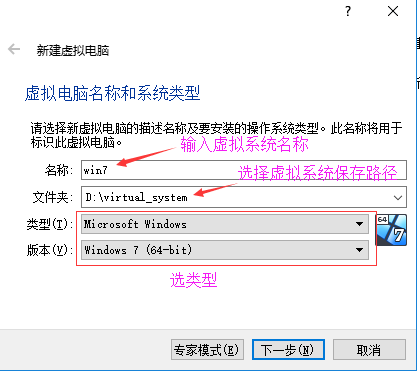 ?
新建虚拟电脑
虚拟电脑名称和系统类型
请选择新虚拟电脑的描述名称及要安装的操作系统类型。此名称将用于
标识此虚拟电脑。
输入虚拟系统名称
名称: win7
选择虚拟系统保存路径
文件夹: D:\virtual_system
类型(T): Microsoft Windows
版本(V): Windows 7 (64-bit)
64
7
选类型
专家模式(E) 下一步(N) 取消